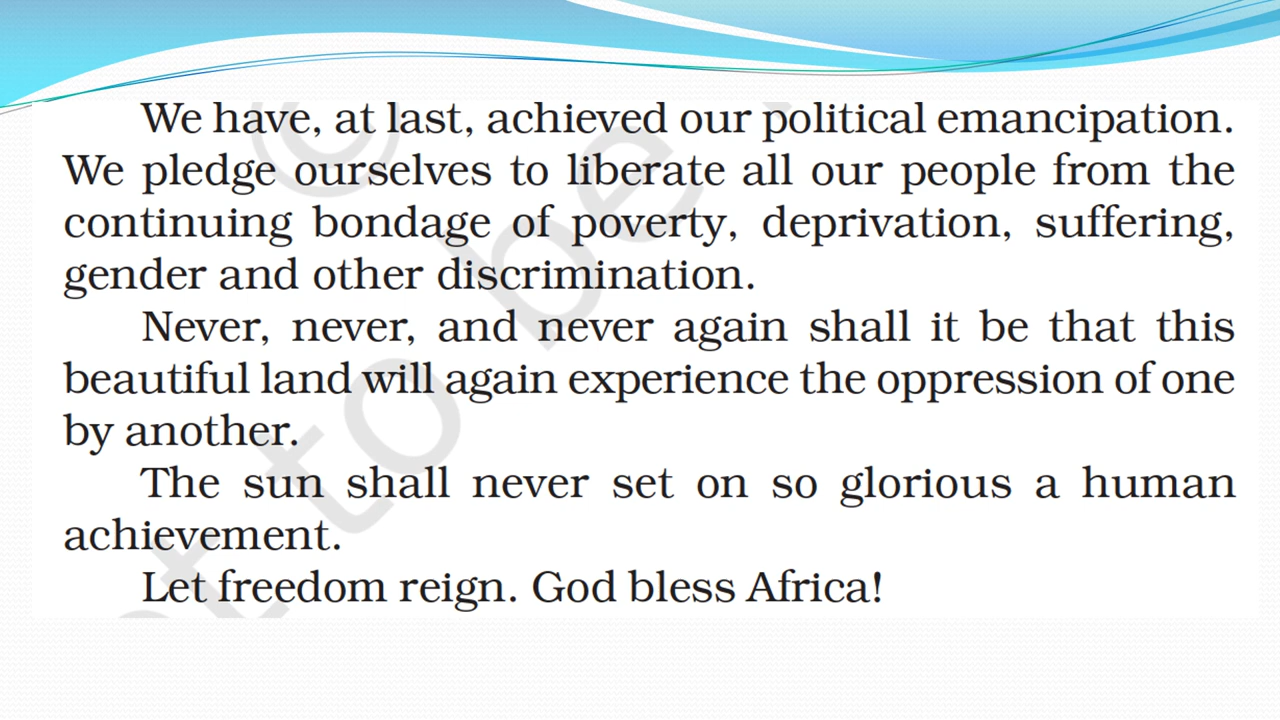 We have, at last, achieved our political emancipation.
We pledge ourselves to liberate all our people from the
continuing bondage of poverty, deprivation, suffering,
gender and other discrimination.
Never, never, and never again shall it be that this
beautiful land will again experience the oppression of one
by another.
The sun shall never set on so glorious a human
achievement.
Let freedom reign. God bless Africa!
©
to be